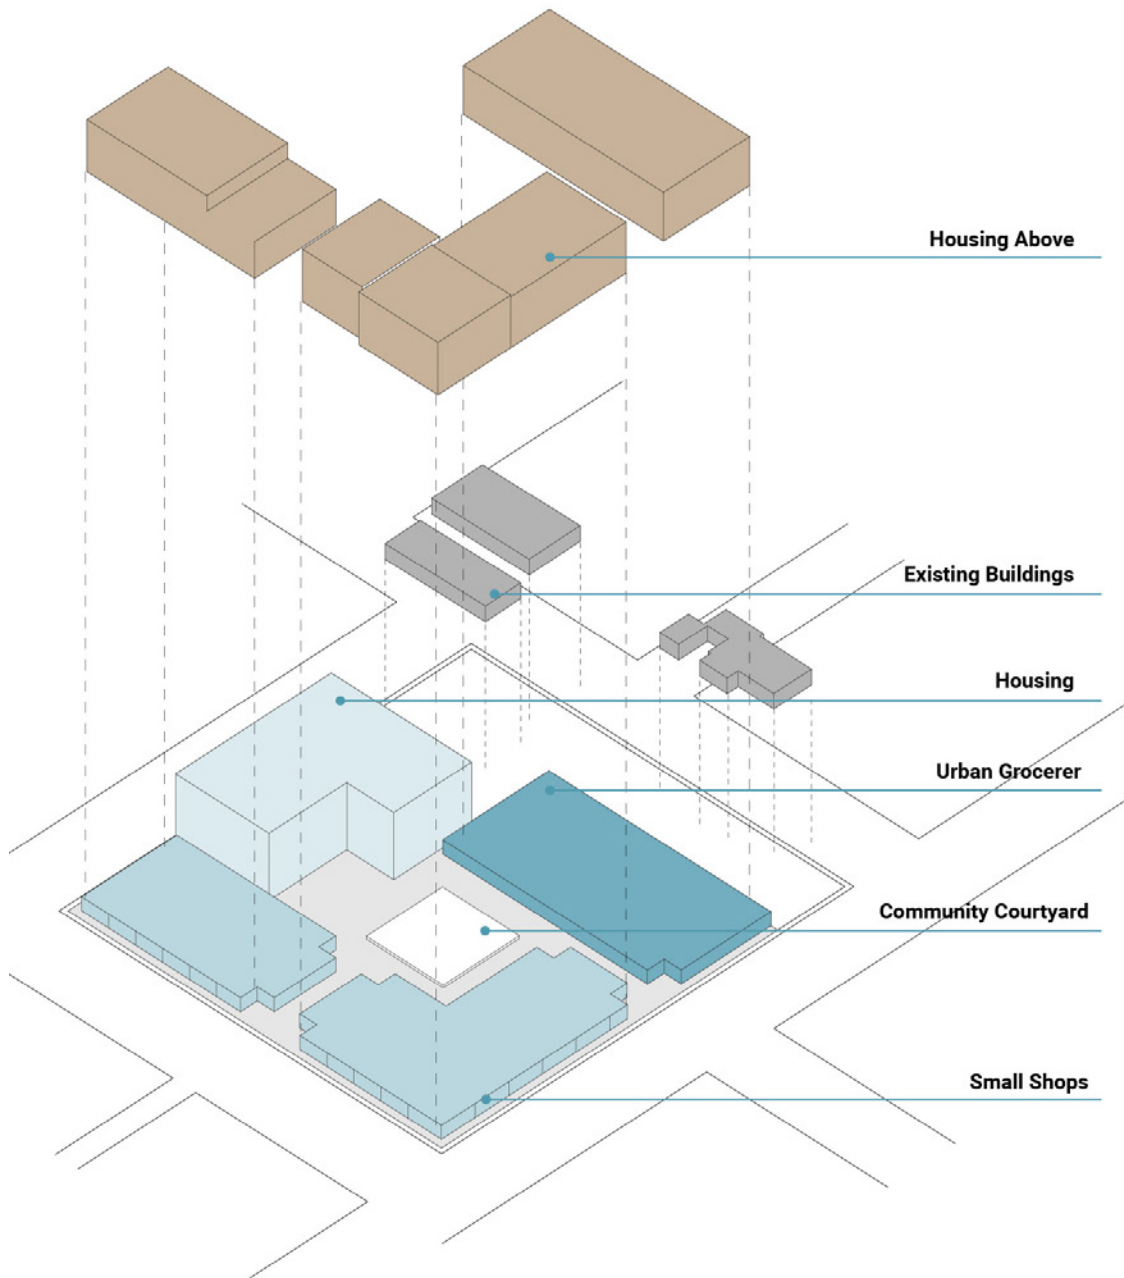 Housing Above
Existing Buildings
Housing
Urban Grocerer
Community Courtyard
Small Shops